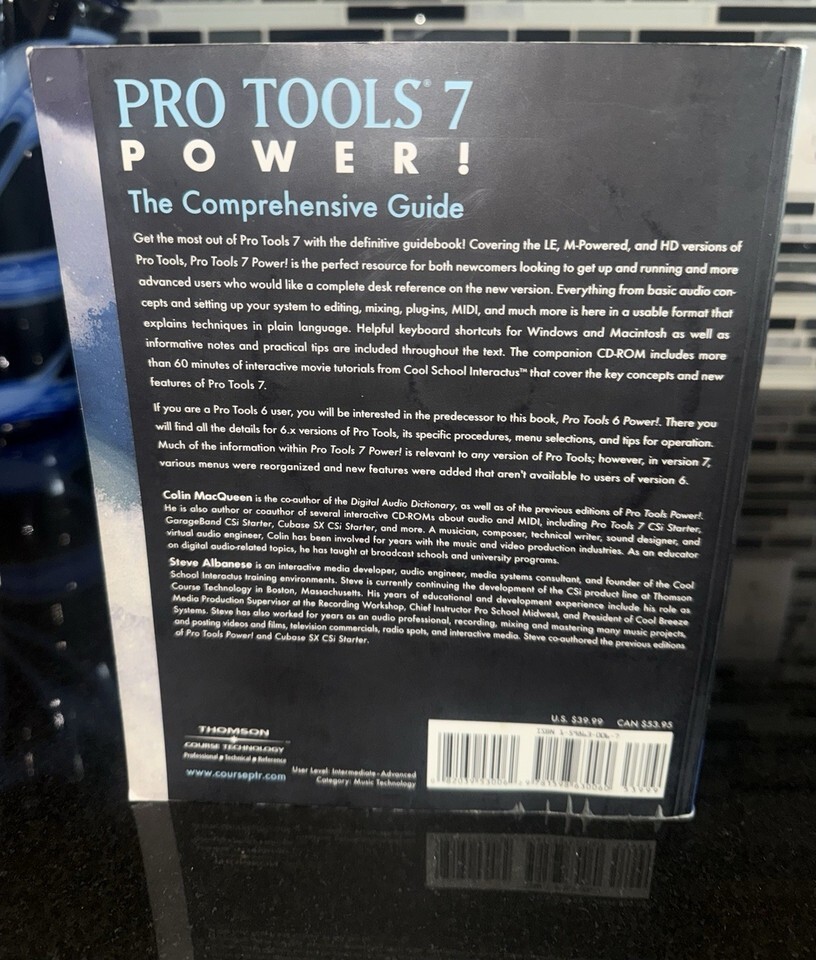 PRO TOOLS® 7
POWER!
The Comprehensive Guide
Get the most out of Pro Tools 7 with the definitive guidebook! Covering the LE, M-Powered, and HD versions of
Pro Tools, Pro Tools 7 Power! is the perfect resource for both newcomers looking to get up and running and more
advanced users who would like a complete desk reference on the new version. Everything from basic audio con-
cepts and setting up your system to editing, mixing, plug-ins, MIDI, and much more is here in a usable format that
explains techniques in plain language. Helpful keyboard shortcuts for Windows and Macintosh as well as
informative notes and practical tips are included throughout the text. The companion CD-ROM includes more
than 60 minutes of interactive movie tutorials from Cool School Interactus™ that cover the key concepts and new
features of Pro Tools 7.
If you are a Pro Tools 6 user, you will be interested in the predecessor to this book, Pro Tools 6 Power!. There you
will find all the details for 6.x versions of Pro Tools, its specific procedures, menu selections, and tips for operation.
Much of the information within Pro Tools 7 Power! is relevant to any version of Pro Tools; however, in version 7,
various menus were reorganized and new features were added that aren't available to users of version 6.
Colin MacQueen is the co-author of the Digital Audio Dictionary, as well as of the previous editions of Pro Tools Power!.
He is also author or coauthor of several interactive CD-ROMs about audio and MIDI, including Pro Tools 7 CSi Starter,
GarageBand CSi Starter, Cubase SX CSi Starter, and more. A musician, composer, technical writer, sound designer, and
virtual audio engineer, Colin has been involved for years with the music and video production industries. As an educator
on digital audio-related topics, he has taught at broadcast schools and university programs.
Steve Albanese is an interactive media developer, audio engineer, media systems consultant, and founder of the Cool
School Interactus training environments. Steve is currently continuing the development of the CSi product line at Thomson
Course Technology in Boston, Massachusetts. His years of educational and development experience include his role as
Media Production Supervisor at the Recording Workshop, Chief Instructor Pro School Midwest, and President of Cool Breeze
Systems. Steve has also worked for years as an audio professional, recording, mixing and mastering many music projects,
and posting videos and films, television commercials, radio spots, and interactive media. Steve co-authored the previous editions
of Pro Tools Power! and Cubase SX CSi Starter.
U.S. $39.99 CAN $53.95
ISBN 1-59863-006-7
THOMSON
COURSE TECHNOLOGY
Professional ■ Technical ■ Reference
www.courseptr.com
User Level: Intermediate-Advanced
Category: Music Technology